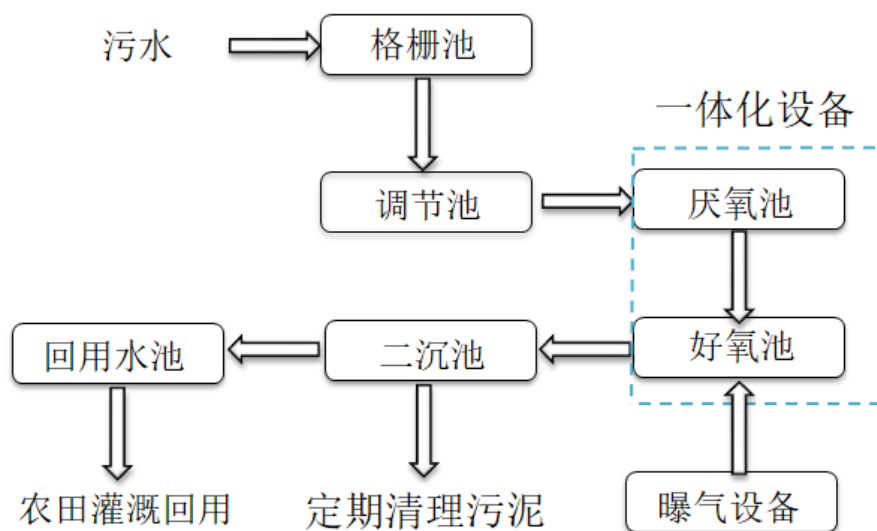 污水
格栅池
一体化设备
调节池
厌氧池
回用水池
二沉池
好氧池
农田灌溉回用
定期清理污泥
曝气设备